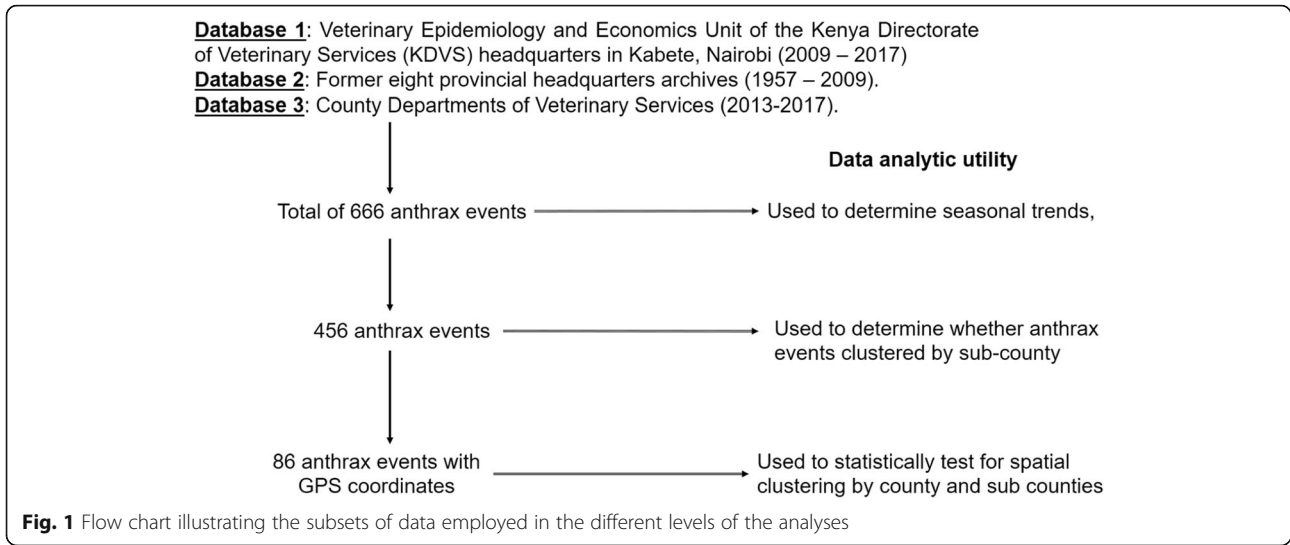 Database 1: Veterinary Epidemiology and Economics Unit of the Kenya Directorate
of Veterinary Services (KDVS) headquarters in Kabete, Nairobi (2009 – 2017)
Database 2: Former eight provincial headquarters archives (1957 – 2009).
Database 3: County Departments of Veterinary Services (2013-2017).
Data analytic utility
Total of 666 anthrax events
Used to determine seasonal trends,
456 anthrax events
Used to determine whether anthrax
events clustered by sub-county
86 anthrax events with
GPS coordinates
Used to statistically test for spatial
clustering by county and sub counties
Fig. 1 Flow chart illustrating the subsets of data employed in the different levels of the analyses